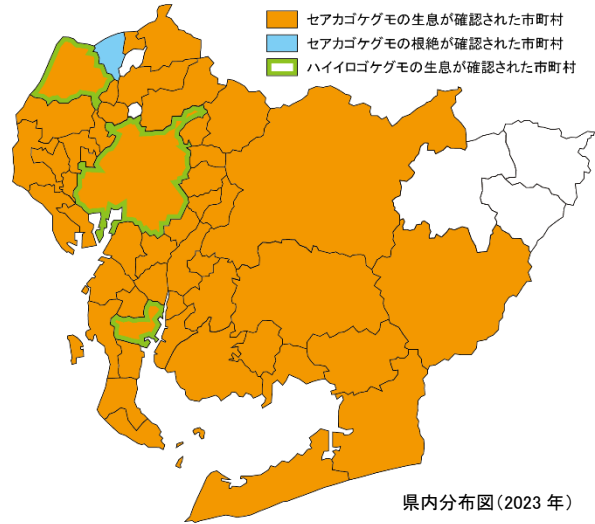 セアカゴケグモの生息が確認された市町村
セアカゴケグモの根絶が確認された市町村
ハイイロゴケグモの生息が確認された市町村
県内分布図(2023 年)